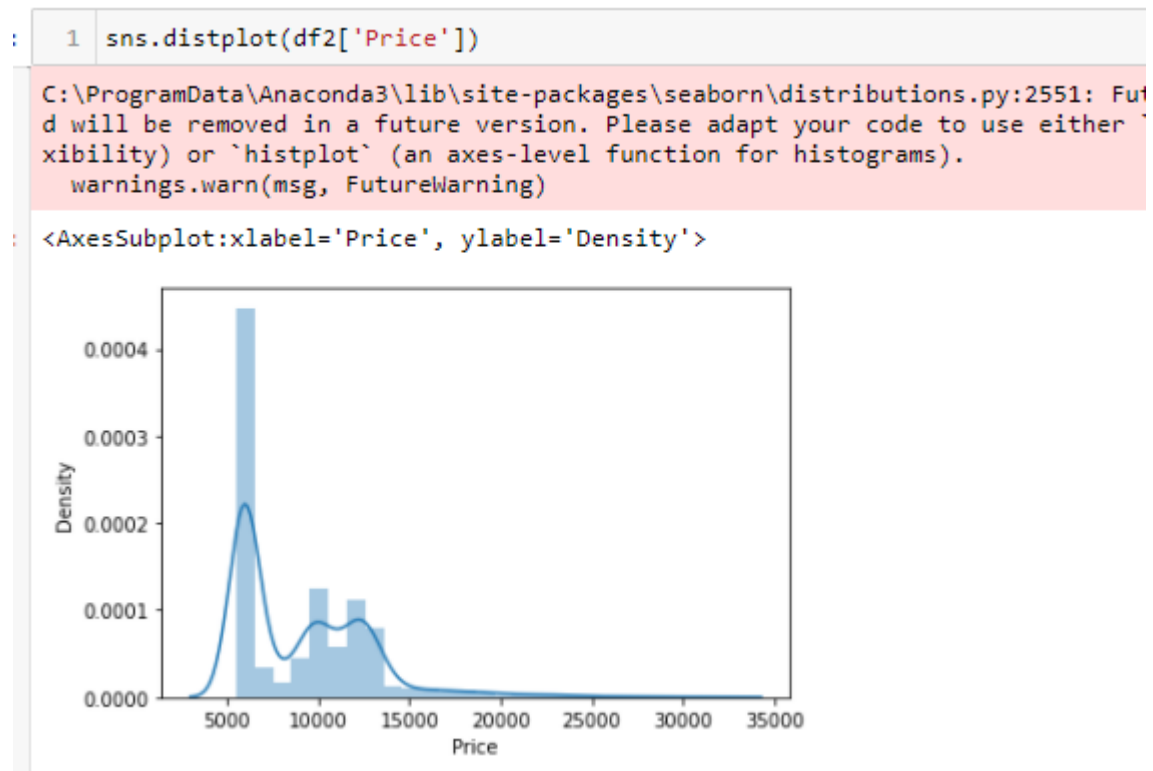 1 sns.distplot(df2['Price'])
C:\ProgramData\Anaconda3\lib\site-packages\seaborn\distributions.py:2551: Fut
d will be removed in a future version. Please adapt your code to use either `
xibility) or `histplot` (an axes-level function for histograms).
warnings.warn(msg, FutureWarning)
<AxesSubplot:xlabel='Price', ylabel='Density'>
0.0004
0.0003
0.0002
0.0001
0.0000
Density
5000 10000 15000 20000 25000 30000 35000
Price